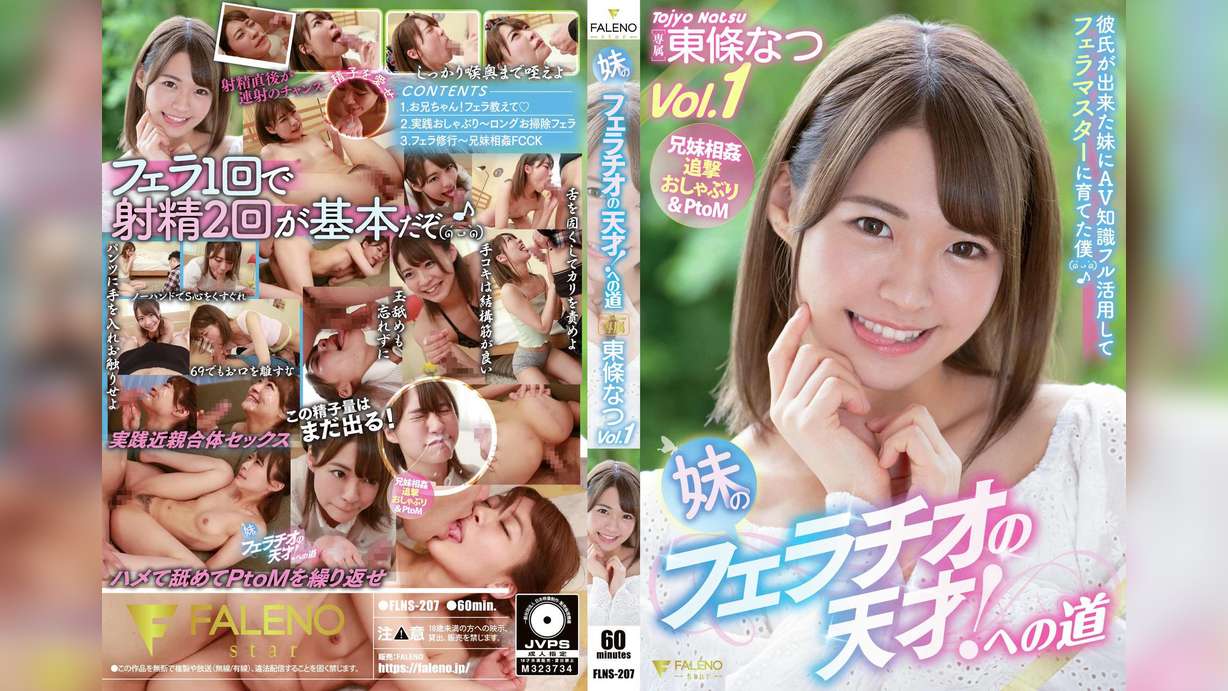 射精直後が
連射のチャンス
精子を愛せ
しっかり喉奥まで咥えよ
CONTENTS
1.お兄ちゃん!フェラ教えて♡
2.実践おしゃぶり〜ロングお掃除フェラ
3.フェラ修行〜兄妹相姦FCCK
フェラ1回で
射精2回が基本だぞ
舌を固くしてカリを責めよ
手コキは結構筋が良い
玉舐めも
忘れずに
ノーハンドでS心をくすぐれ
パンツに手を入れお触りせよ
69でもお口を離すな
この精子量は
まだ出る!
実践近親合体セックス
兄妹相姦
追撃
おしゃぶり
&PtoM
妹の
フェラチオの
天才!への道
ハメて舐めてPtoMを繰り返せ
FALENO
star
●この作品を無断で複製や放送(無線/有線)、違法配信することを固く禁じます。
●FLNS-207 ●60min.
注意
18歳未満の方への映示、
貸出、販売を禁じます。
販売:FALENO
https://faleno.jp/
JVPS
成人指定
M323734
FALENO
star
妹の
フェラチオの天才!への道
専属
東條なつ
Vol.1
60
minutes
FLNS-207
Tojyo Natsu
[専属]東條なつ
Vol.1
兄妹相姦
追撃
おしゃぶり
&PtoM
彼氏が出来た妹にAV知識フル活用して
フェラマスターに育てた僕
妹の
フェラチオの
天才!への道
FALENO
star